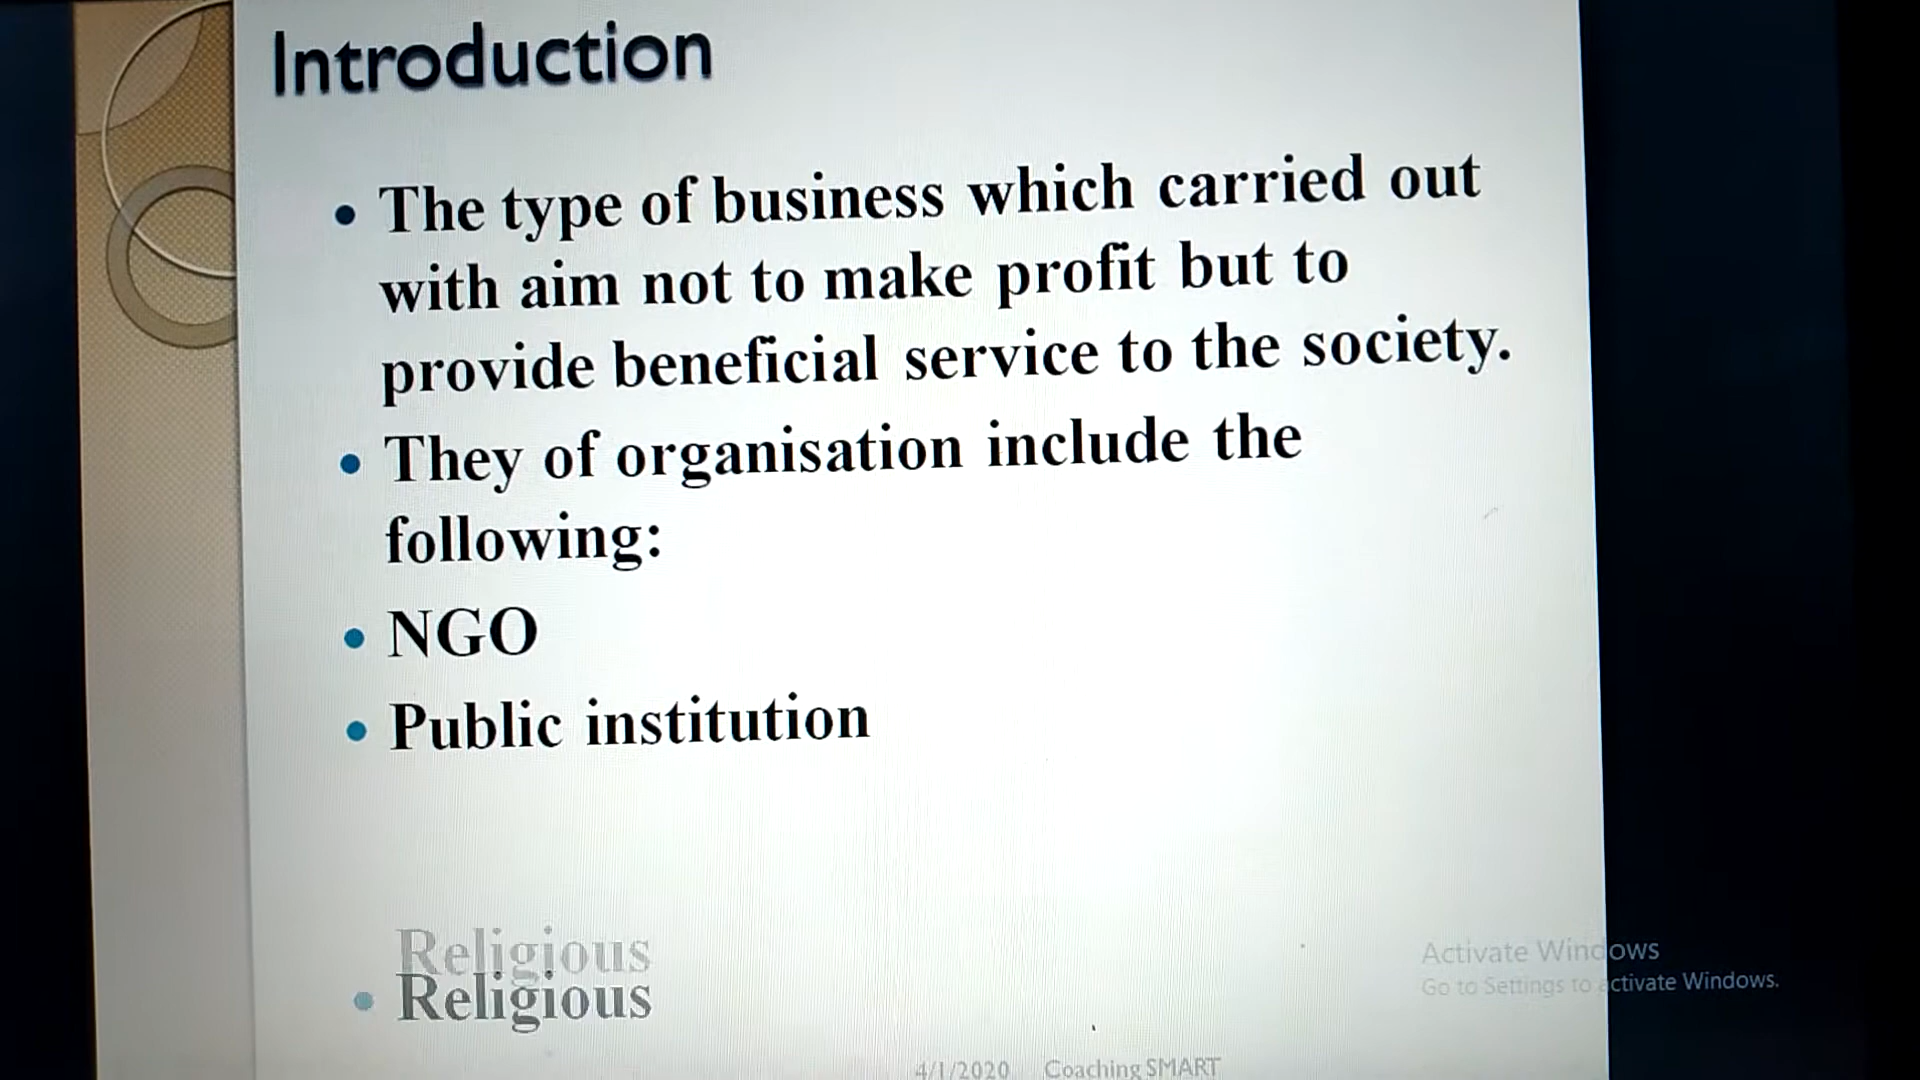 Introduction
• The type of business which carried out
with aim not to make profit but to
provide beneficial service to the society.
• They of organisation include the
following:
• NGO
• Public institution
Religious
• Religious
Activate Windows
Go to Settings to activate Windows.
4/1/2020 Coaching SMART